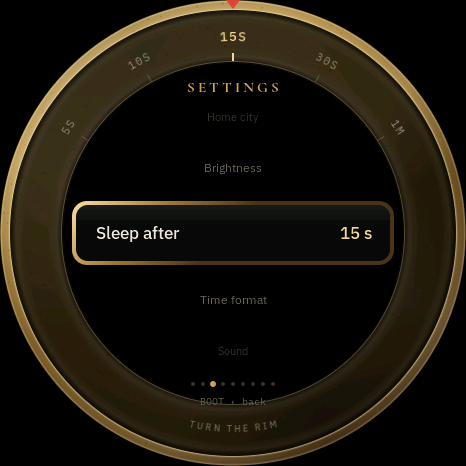 15S
10S
30S
5S
1M
SETTINGS
Home city
Brightness
Sleep after
15 s
Time format
Sound
BOOT ‹ back
TURN THE RIM